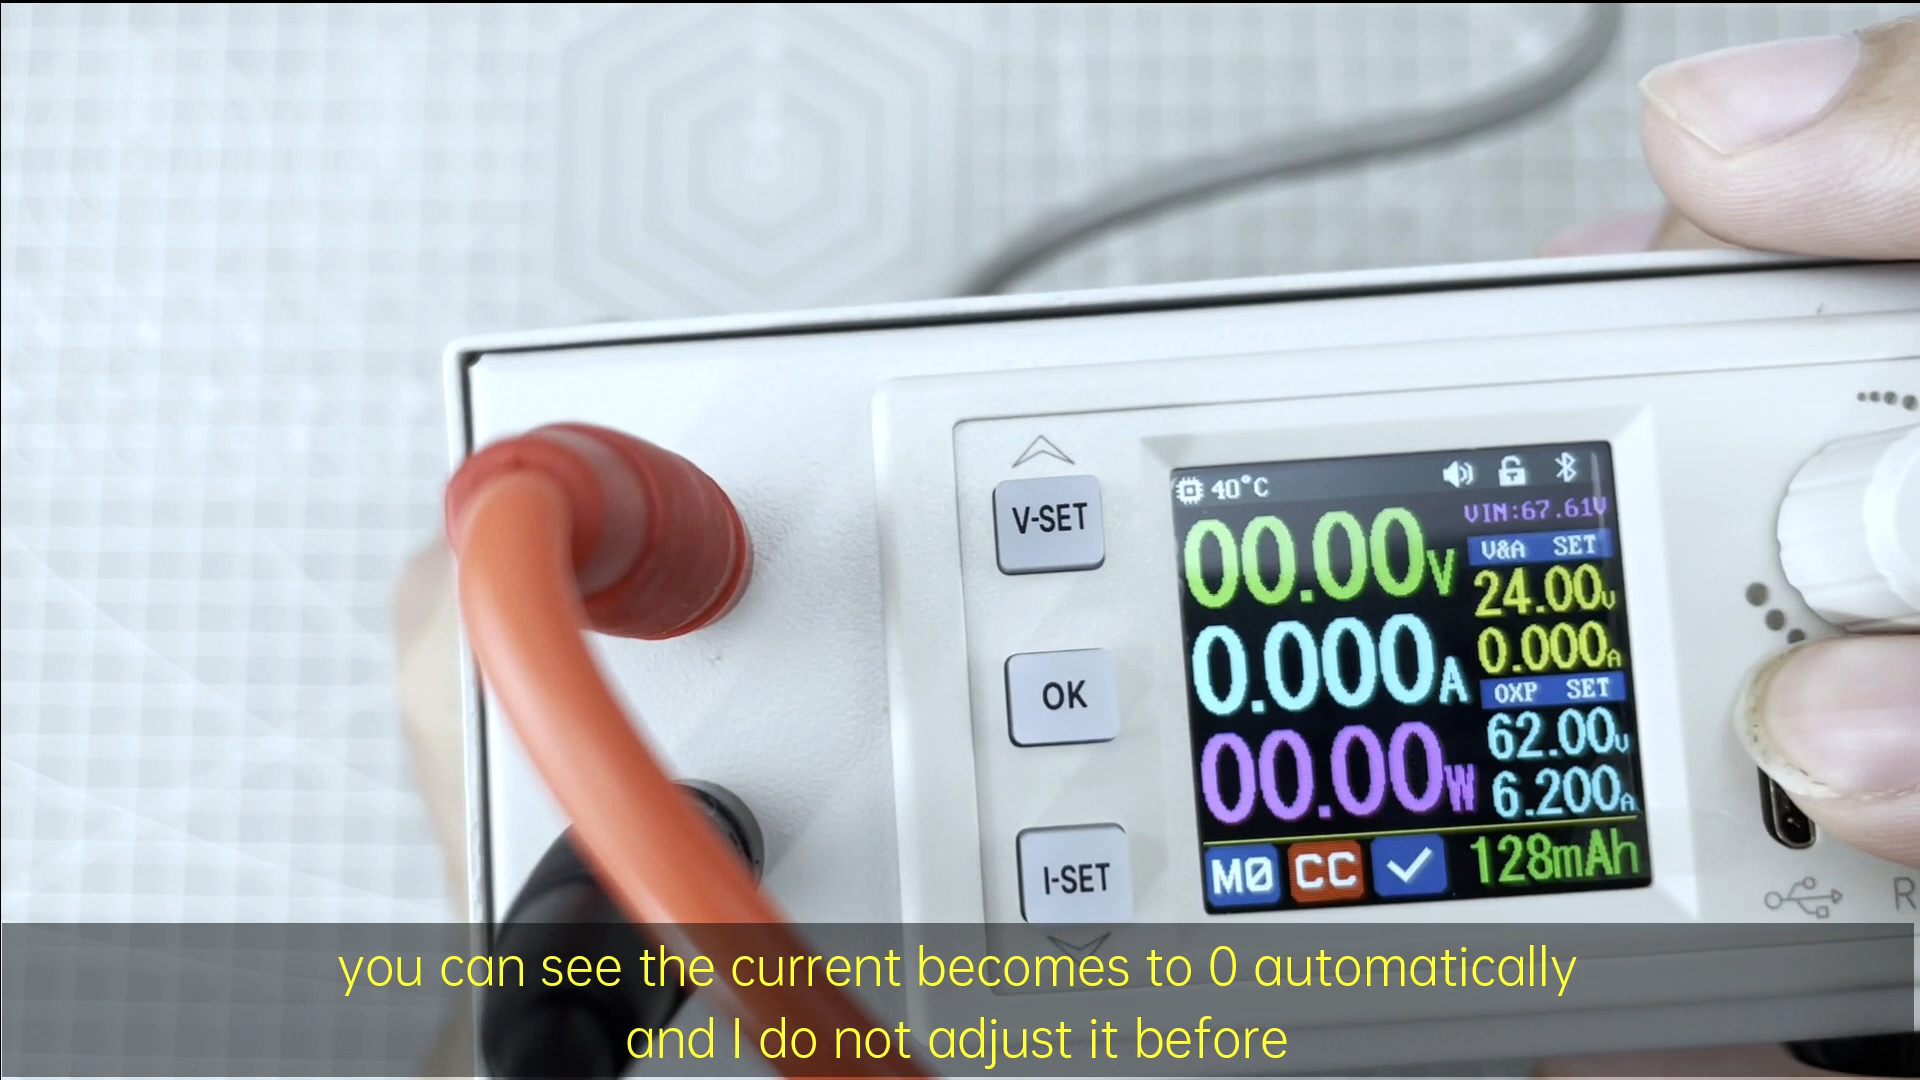 40°C
VIN:67.61V
V-SET
00.00V
V&A SET
24.00V
0.000A
OK
0.000A
OXP SET
62.00V
6.200A
00.00W
I-SET
M0 CC 128mAh
R
you can see the current becomes to 0 automatically
and I do not adjust it before